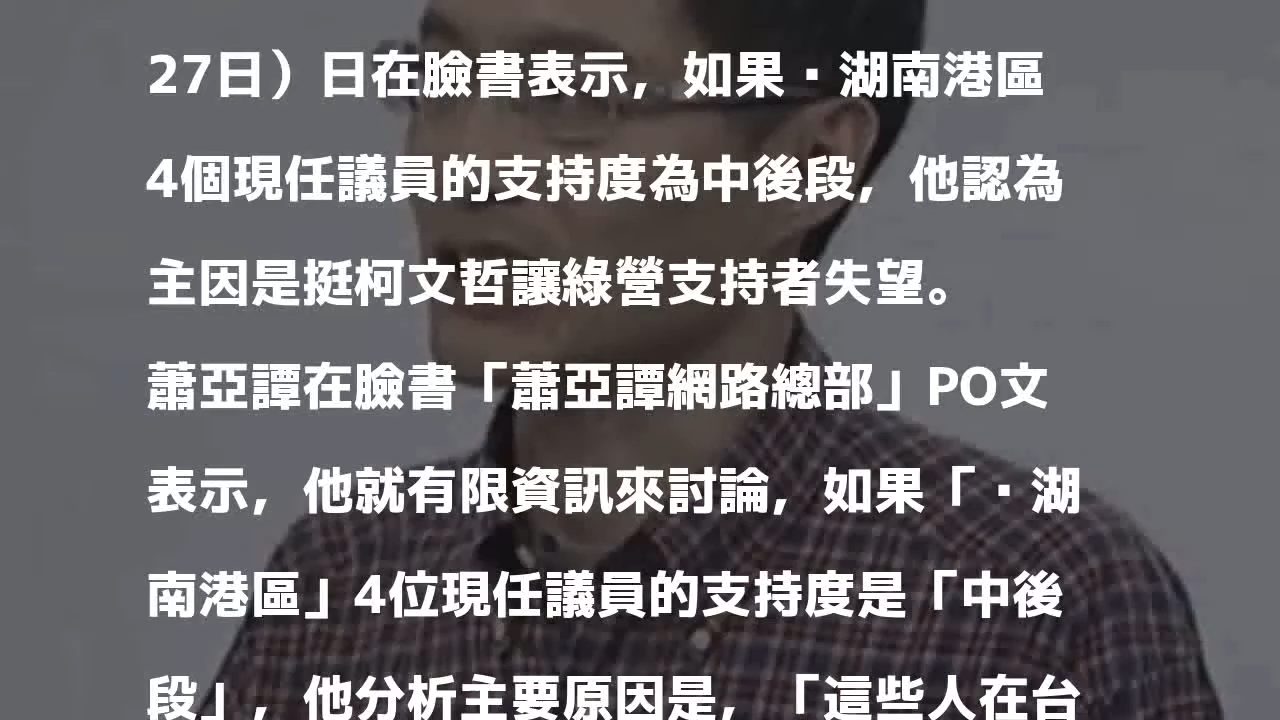 27日）日在臉書表示，如果·湖南港區
4個現任議員的支持度為中後段，他認為
主因是挺柯文哲讓綠營支持者失望。
蕭亞譚在臉書「蕭亞譚網路總部」PO文
表示，他就有限資訊來討論，如果「·湖
南港區」4位現任議員的支持度是「中後
段」，他分析主要原因是，「這些人在台